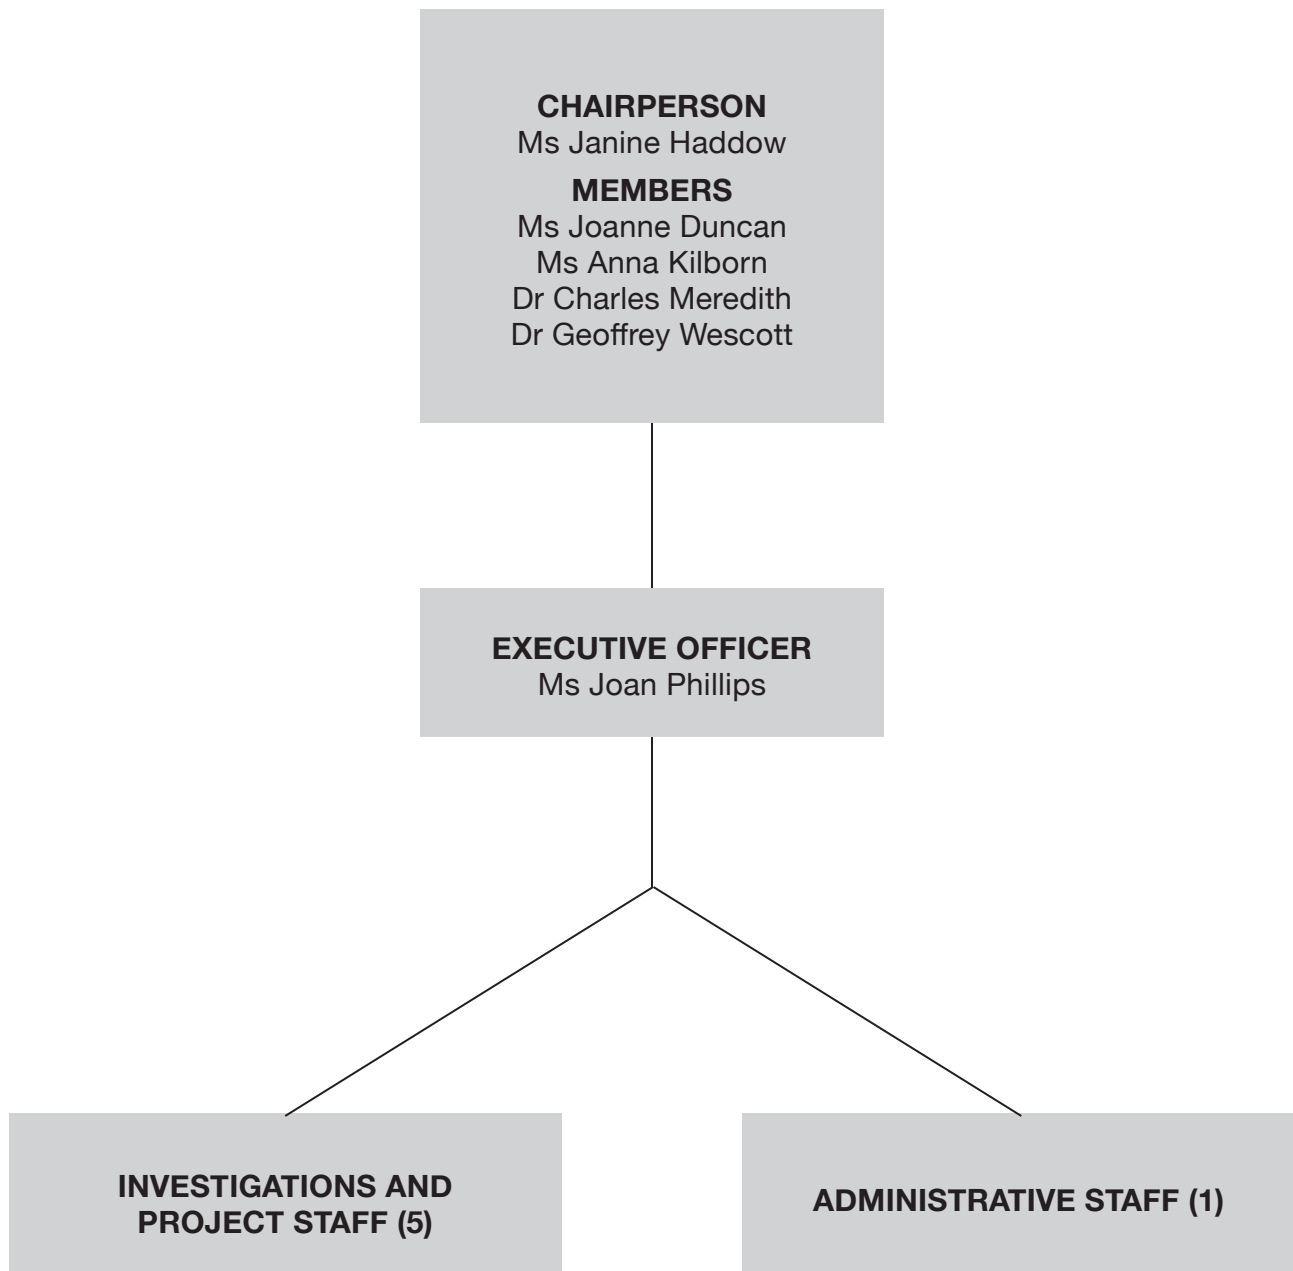 CHAIRPERSON
Ms Janine Haddow
MEMBERS
Ms Joanne Duncan
Ms Anna Kilborn
Dr Charles Meredith
Dr Geoffrey Wescott
EXECUTIVE OFFICER
Ms Joan Phillips
INVESTIGATIONS AND
PROJECT STAFF (5)
ADMINISTRATIVE STAFF (1)